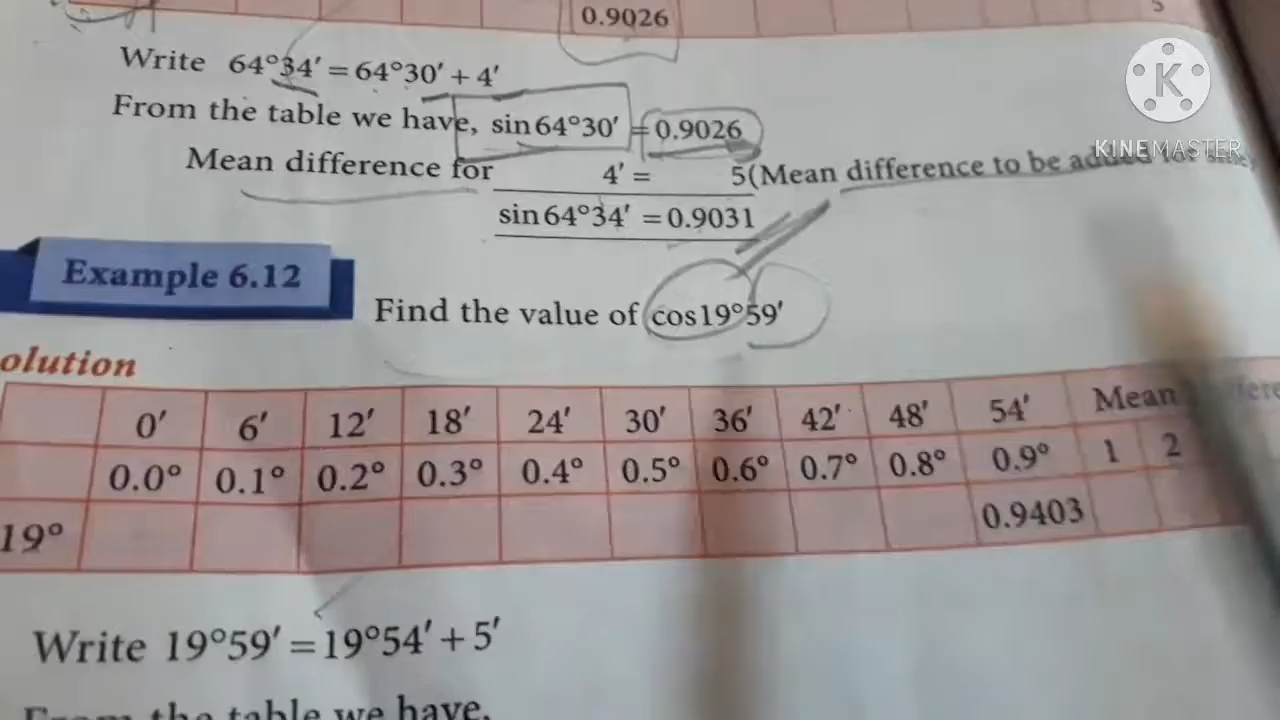 0.9026
Write 64°34′ = 64°30′ + 4′
From the table we have, sin 64°30′ = 0.9026
Mean difference for 4′ = 5 (Mean difference to be
sin 64°34′ = 0.9031
KINEMASTER
Example 6.12
Find the value of cos19°59′
olution
0′ 6′ 12′ 18′ 24′ 30′ 36′ 42′ 48′ 54′ Mean
0.0° 0.1° 0.2° 0.3° 0.4° 0.5° 0.6° 0.7° 0.8° 0.9° 1 2
19° 0.9403
Write 19°59′ = 19°54′ + 5′
From the table we have,